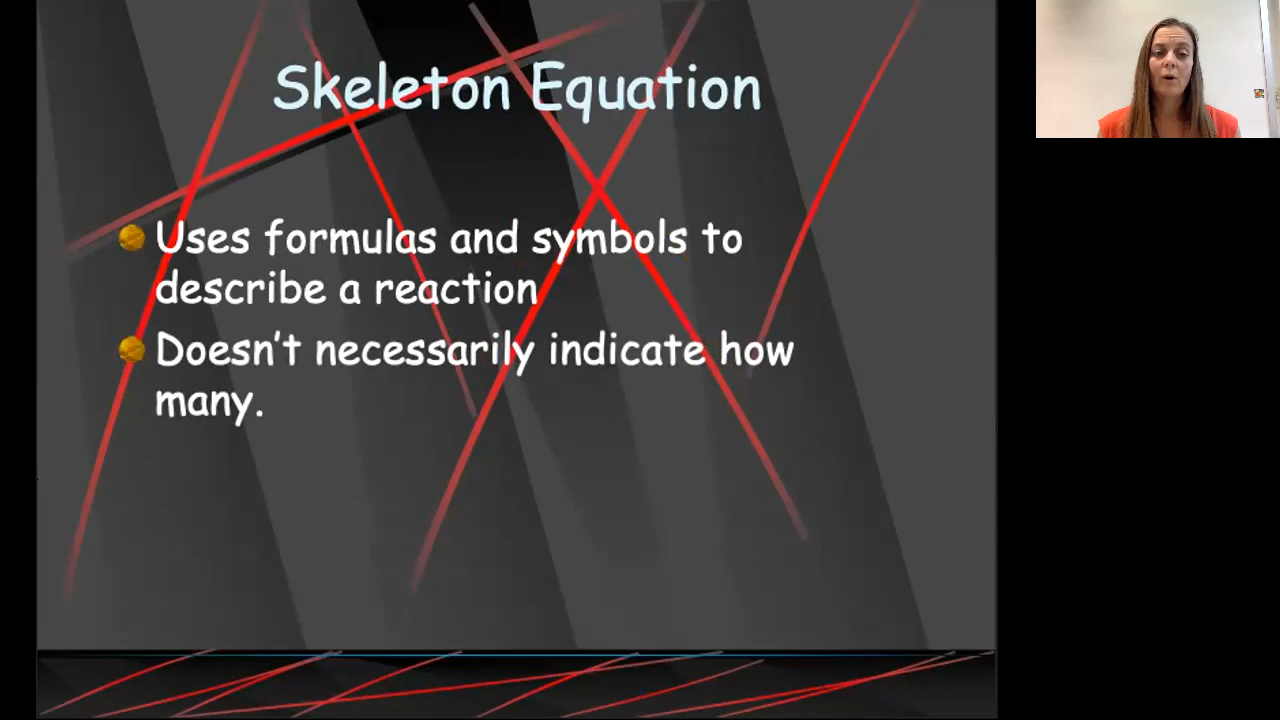 Skeleton Equation
Uses formulas and symbols to
describe a reaction
Doesn't necessarily indicate how
many.